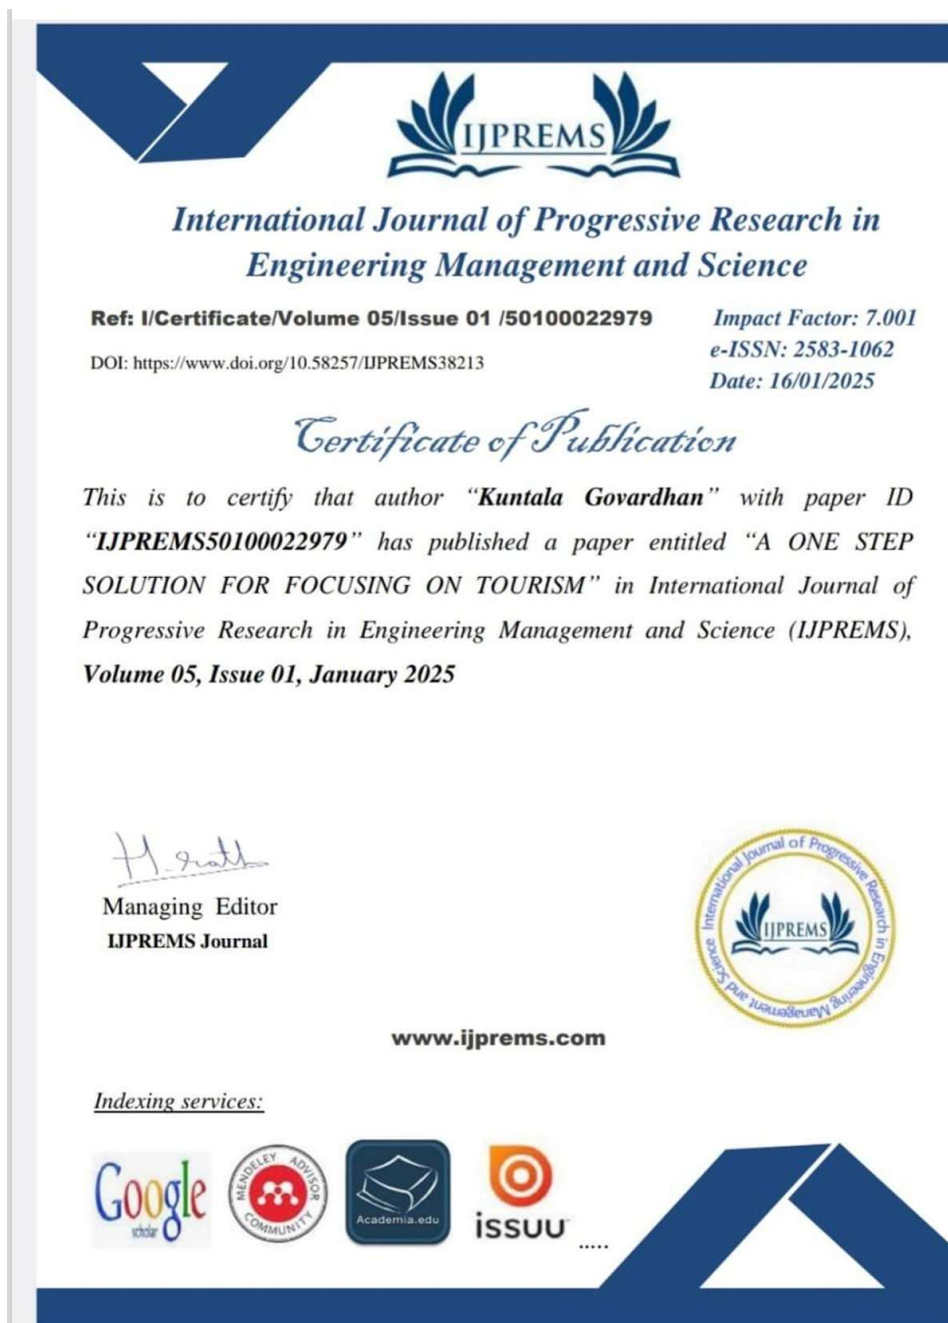 IJPREMS
International Journal of Progressive Research in
Engineering Management and Science
Ref: I/Certificate/Volume 05/Issue 01 /50100022979
Impact Factor: 7.001
DOI: https://www.doi.org/10.58257/IJPREMS38213
e-ISSN: 2583-1062
Date: 16/01/2025
Certificate of Publication
This is to certify that author “Kuntala Govardhan” with paper ID
“IJPREMS50100022979” has published a paper entitled “A ONE STEP
SOLUTION FOR FOCUSING ON TOURISM” in International Journal of
Progressive Research in Engineering Management and Science (IJPREMS),
Volume 05, Issue 01, January 2025
H.rath
Managing Editor
IJPREMS Journal
International Journal of Progressive Research in Engineering Management and Science
IJPREMS
www.ijprems.com
Indexing services:
Google
scholar
MENDELEY ADVISOR
COMMUNITY
Academia.edu
issuu
.....